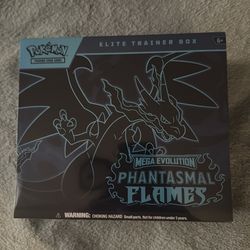 Pokémon
TRADING CARD GAME
ELITE TRAINER BOX
6+
MEGA EVOLUTION
PHANTASMAL
FLAMES
WARNING: CHOKING HAZARD. Small parts. Not for children under 3 years.